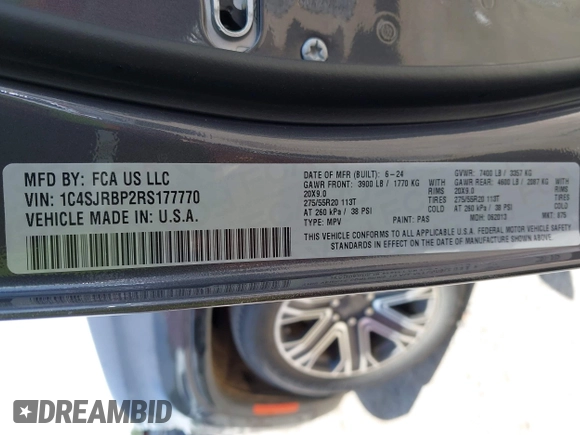 MFD BY: FCA US LLC
VIN: 1C4SJRBP2RS177770
VEHICLE MADE IN: U.S.A.
DATE OF MFR (BUILT): 6-24
GAWR FRONT: 3900 LB / 1770 KG
20X9.0
275/55R20 113T
AT 260 kPa / 38 PSI
TYPE: MPV
PAINT: PAS
WITH
RIMS
TIRES
COLD
GVWR: 7400 LB / 3357 KG
GAWR REAR: 4600 LB / 2087 KG
20X9.0
275/55R20 113T
AT 260 kPa / 38 PSI
MDH: 062013
WITH
RIMS
TIRES
COLD
THIS VEHICLE CONFORMS TO ALL APPLICABLE U.S.A. FEDERAL MOTOR VEHICLE SAFETY
STANDARDS IN EFFECT ON THE DATE OF MANUFACTURE SHOWN ABOVE.
DREAMBID